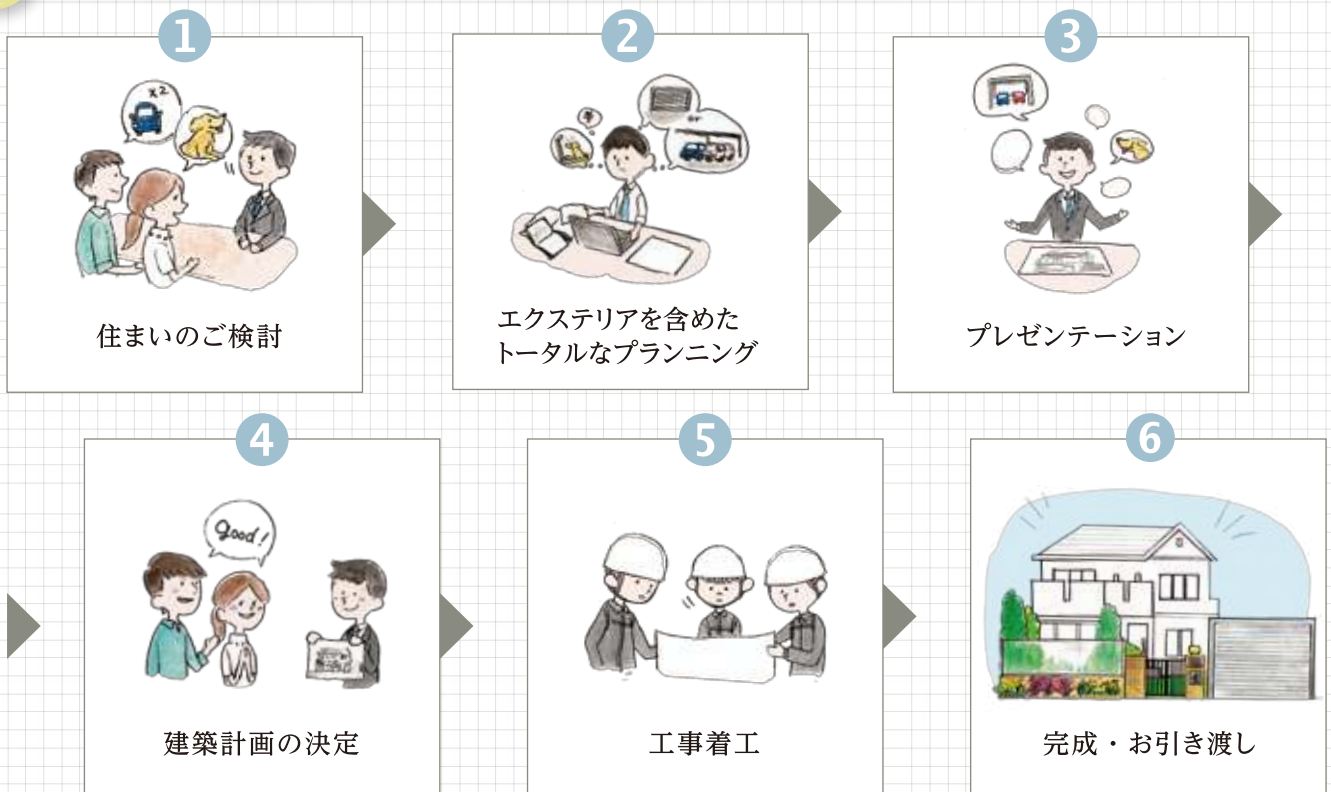 1
x2
住まいのご検討
2
or
エクステリアを含めた
トータルなプランニング
3
プレゼンテーション
4
good!
建築計画の決定
5
工事着工
6
完成・お引き渡し